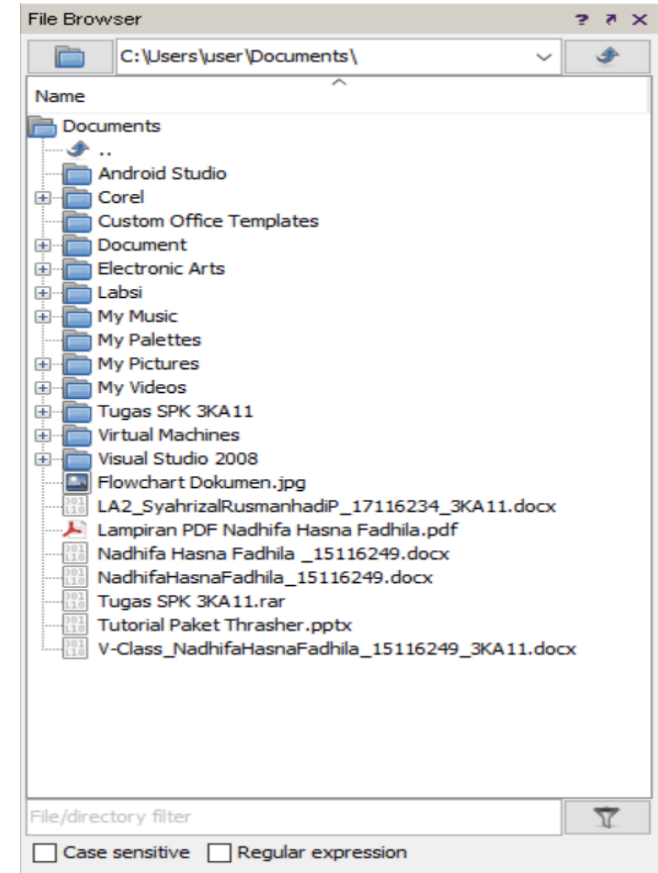 File Browser
C:\Users\user\Documents\
Name
Documents
..
Android Studio
Corel
Custom Office Templates
Document
Electronic Arts
Labsi
My Music
My Palettes
My Pictures
My Videos
Tugas SPK 3KA11
Virtual Machines
Visual Studio 2008
Flowchart Dokumen.jpg
LA2_SyahrizalRusmanhadiP_17116234_3KA11.docx
Lampiran PDF Nadhifa Hasna Fadhila.pdf
Nadhifa Hasna Fadhila _15116249.docx
NadhifaHasnaFadhila_15116249.docx
Tugas SPK 3KA11.rar
Tutorial Paket Thrasher.pptx
V-Class_NadhifaHasnaFadhila_15116249_3KA11.docx
File/directory filter
Case sensitive Regular expression